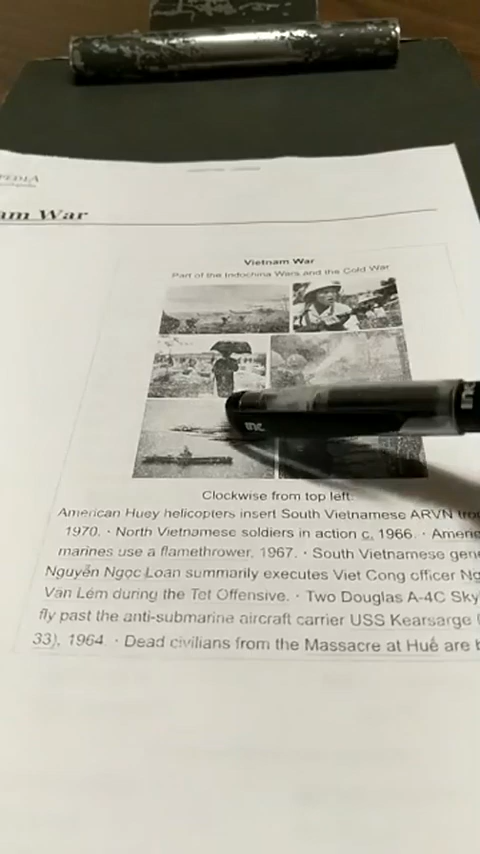 PEDIA
am War
Vietnam War
Part of the Indochina Wars and the Cold War
Clockwise from top left:
American Huey helicopters insert South Vietnamese ARVN
1970. · North Vietnamese soldiers in action c. 1966. · Americ
marines use a flamethrower, 1967. · South Vietnamese gene
Nguyễn Ngọc Loan summarily executes Viet Cong officer Ng
Văn Lém during the Tet Offensive. · Two Douglas A-4C Sky
fly past the anti-submarine aircraft carrier USS Kearsarge (
33), 1964. · Dead civilians from the Massacre at Huế are b